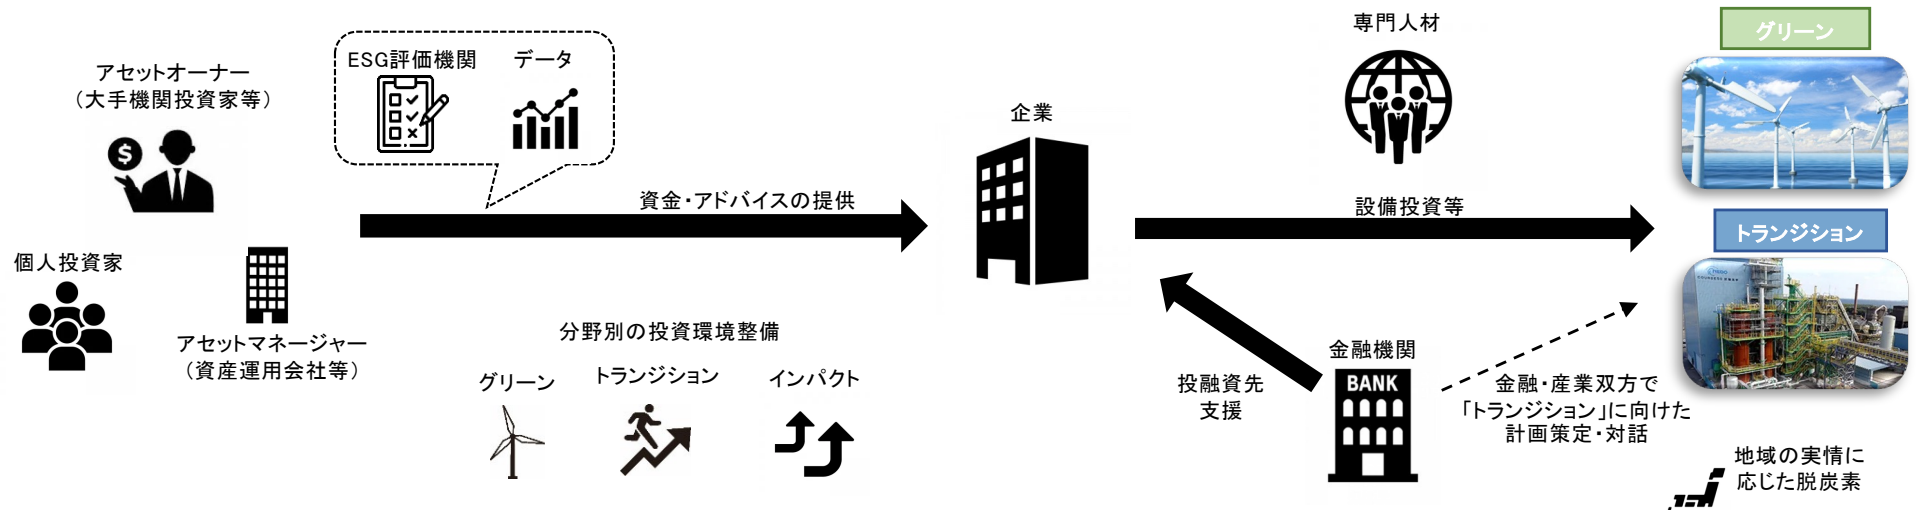 アセットオーナー
（大手機関投資家等）
$
個人投資家
アセットマネージャー
（資産運用会社等）
ESG評価機関
データ
資金・アドバイスの提供
分野別の投資環境整備
グリーン
トランジション
インパクト
企業
専門人材
設備投資等
投融資先
支援
金融機関
BANK
金融・産業双方で
「トランジション」に向けた
計画策定・対話
グリーン
トランジション
地域の実情に
応じた脱炭素